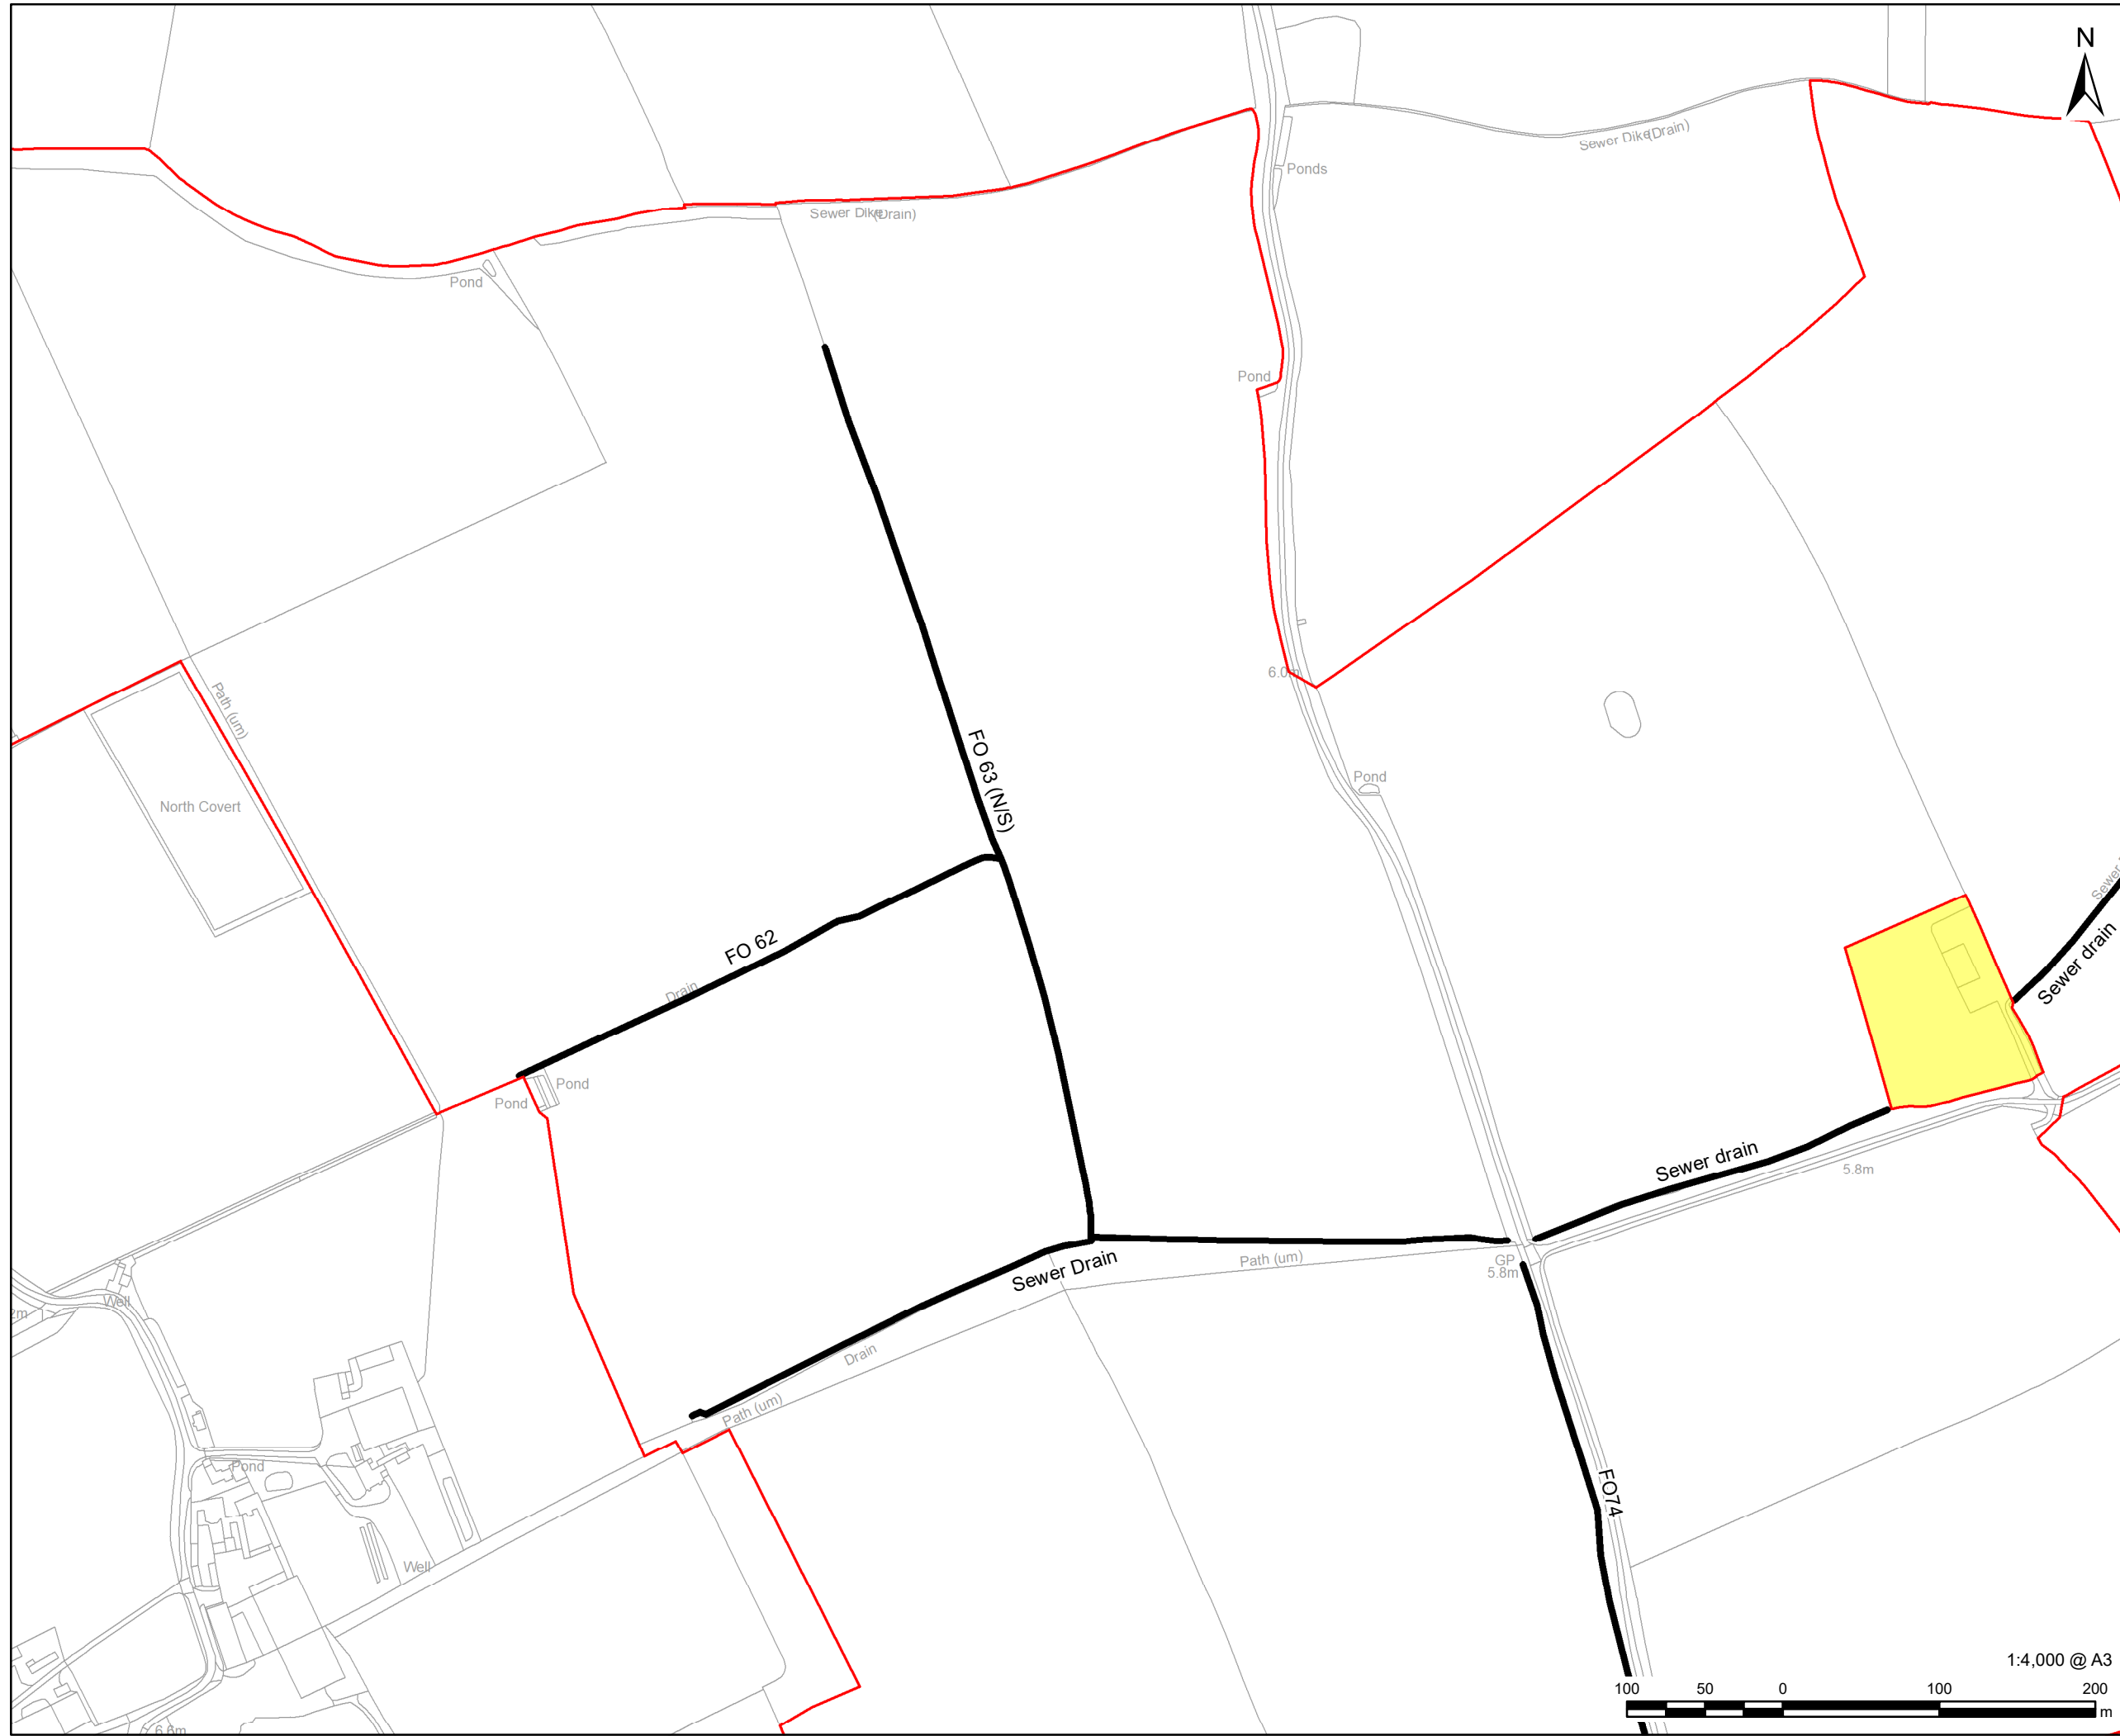 N
Sewer Dike(Drain)
Ponds
Sewer Dike(Drain)
Pond
Pond
6.0m
Path (um)
FO 63 (N/S)
Pond
North Covert
Sewer
Sewer drain
FO 62
Drain
Pond
Pond
Sewer drain
5.8m
Sewer Drain
Path (um)
GP
5.8m
Well
2m
Drain
Path (um)
Pond
FO74
Well
6.6m
1:4,000 @ A3
100 50 0 100 200
m